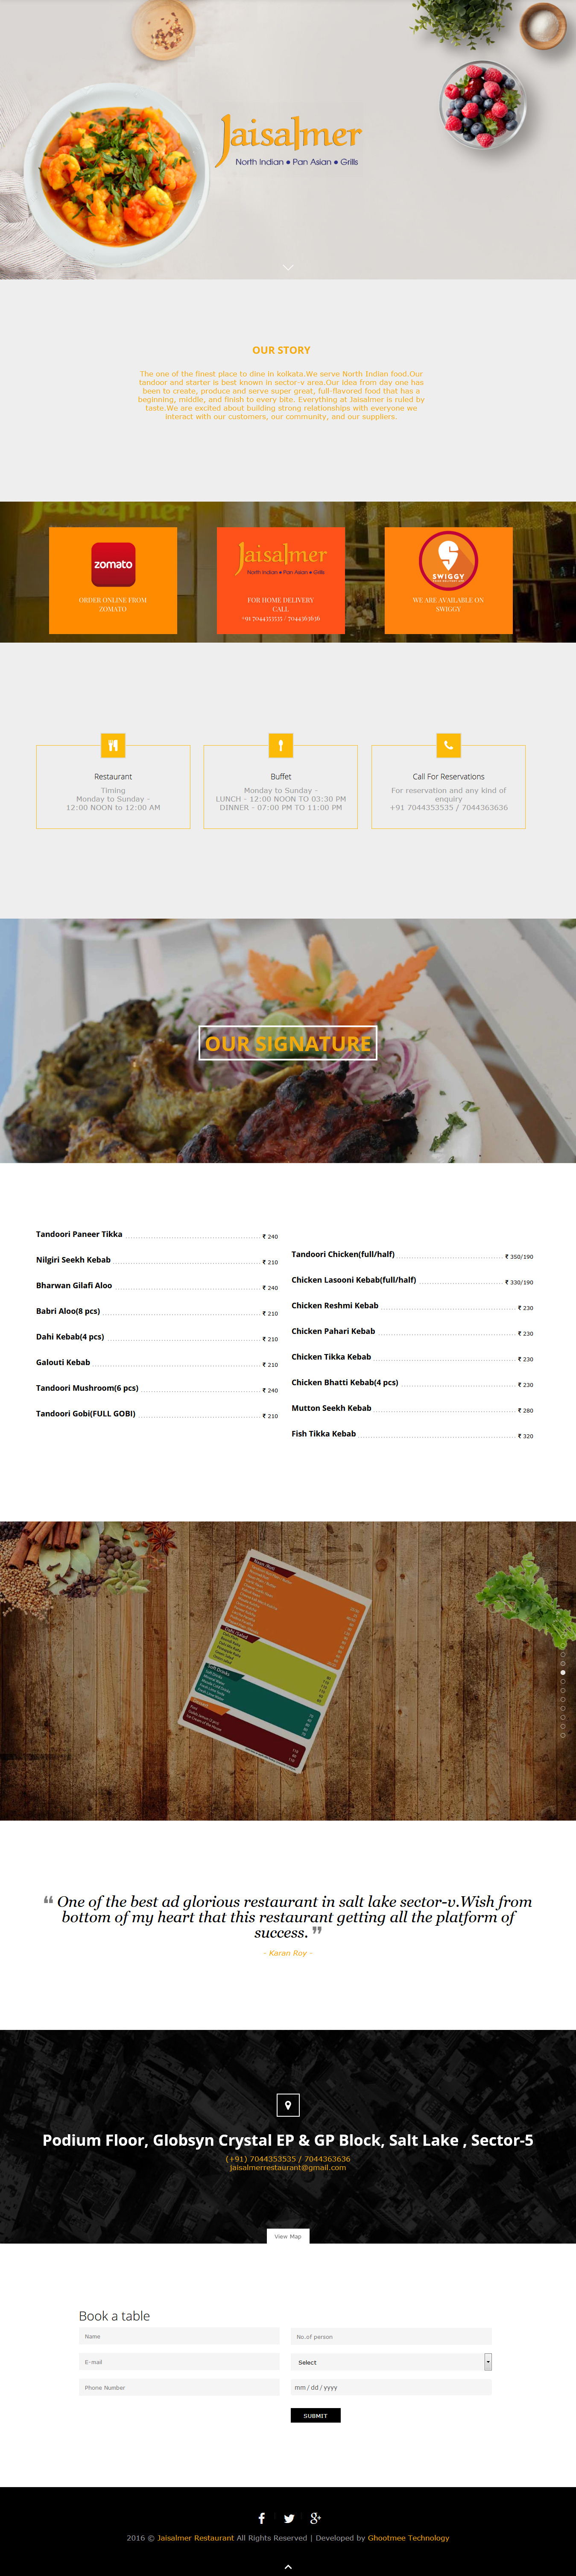 Jaisalmer
North Indian ● Pan Asian ● Grills
OUR STORY
The one of the finest place to dine in kolkata.We serve North Indian food.Our
tandoor and starter is best known in sector-v area.Our idea from day one has
been to create, produce and serve super great, full-flavored food that has a
beginning, middle, and finish to every bite. Everything at Jaisalmer is ruled by
taste.We are excited about building strong relationships with everyone we
interact with our customers, our community, and our suppliers.
zomato
ORDER ONLINE FROM
ZOMATO
Jaisalmer
North Indian ● Pan Asian ● Grills
FOR HOME DELIVERY
CALL
+91 7044353535 / 7044363636
SWIGGY
WE ARE AVAILABLE ON
SWIGGY
Restaurant
Timing
Monday to Sunday -
12:00 NOON to 12:00 AM
Buffet
Monday to Sunday -
LUNCH - 12:00 NOON TO 03:30 PM
DINNER - 07:00 PM TO 11:00 PM
Call For Reservations
For reservation and any kind of
enquiry
+91 7044353535 / 7044363636
OUR SIGNATURE
Tandoori Paneer Tikka ₹ 240
Nilgiri Seekh Kebab ₹ 210
Bharwan Gilafi Aloo ₹ 240
Babri Aloo(8 pcs) ₹ 210
Dahi Kebab(4 pcs) ₹ 210
Galouti Kebab ₹ 210
Tandoori Mushroom(6 pcs) ₹ 240
Tandoori Gobi(FULL GOBI) ₹ 210
Tandoori Chicken(full/half) ₹ 350/190
Chicken Lasooni Kebab(full/half) ₹ 330/190
Chicken Reshmi Kebab ₹ 230
Chicken Pahari Kebab ₹ 230
Chicken Tikka Kebab ₹ 230
Chicken Bhatti Kebab(4 pcs) ₹ 230
Mutton Seekh Kebab ₹ 280
Fish Tikka Kebab ₹ 320
Soft Drinks
❝ One of the best ad glorious restaurant in salt lake sector-v.Wish from
bottom of my heart that this restaurant getting all the platform of
success. ❞
- Karan Roy -
Podium Floor, Globsyn Crystal EP & GP Block, Salt Lake , Sector-5
(+91) 7044353535 / 7044363636
jaisalmerrestaurant@gmail.com
View Map
Book a table
Name
No.of person
E-mail
Select
Phone Number
mm / dd / yyyy
SUBMIT
2016 © Jaisalmer Restaurant All Rights Reserved | Developed by Ghootmee Technology